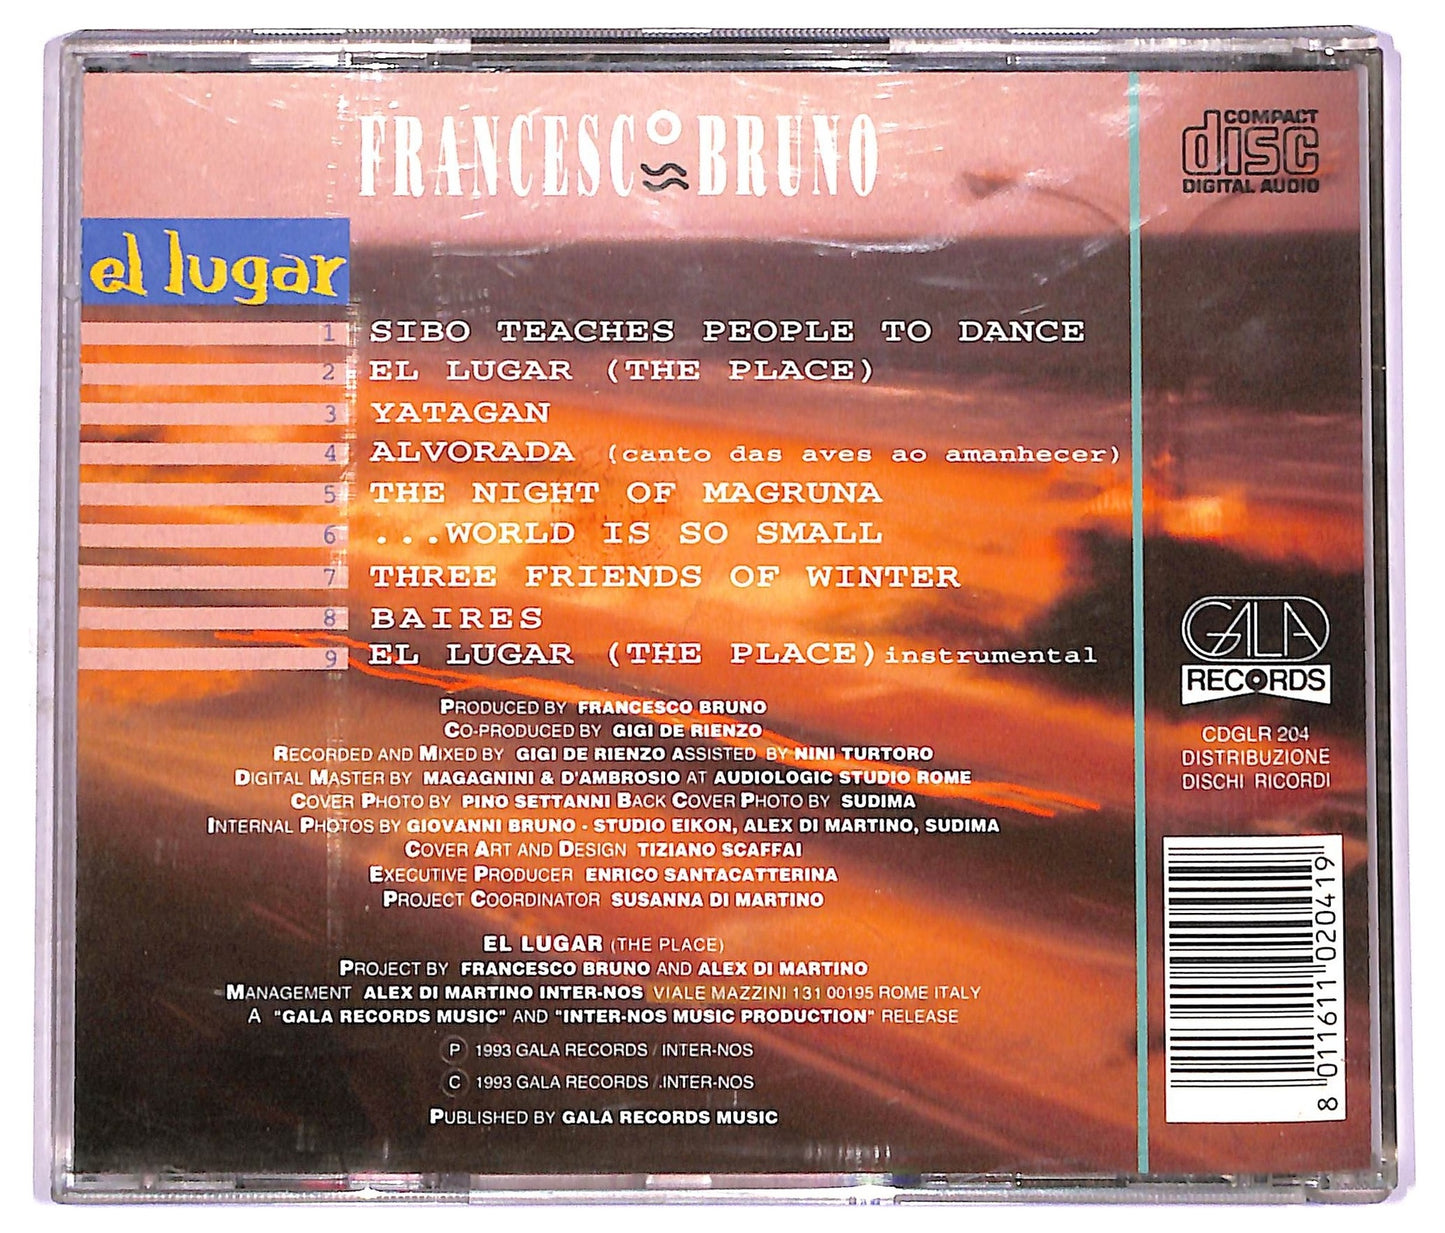 FRANCESCO BRUNO
COMPACT
disc
DIGITAL AUDIO
el lugar
1 SIBO TEACHES PEOPLE TO DANCE
2 EL LUGAR (THE PLACE)
3 YATAGAN
4 ALVORADA (canto das aves ao amanhecer)
5 THE NIGHT OF MAGRUNA
6 ...WORLD IS SO SMALL
7 THREE FRIENDS OF WINTER
8 BAIRES
9 EL LUGAR (THE PLACE) instrumental
PRODUCED BY FRANCESCO BRUNO
CO-PRODUCED BY GIGI DE RIENZO
RECORDED AND MIXED BY GIGI DE RIENZO ASSISTED BY NINI TURTORO
DIGITAL MASTER BY MAGAGNINI & D'AMBROSIO AT AUDIOLOGIC STUDIO ROME
COVER PHOTO BY PINO SETTANNI BACK COVER PHOTO BY SUDIMA
INTERNAL PHOTOS BY GIOVANNI BRUNO - STUDIO EIKON, ALEX DI MARTINO, SUDIMA
COVER ART AND DESIGN TIZIANO SCAFFAI
EXECUTIVE PRODUCER ENRICO SANTACATTERINA
PROJECT COORDINATOR SUSANNA DI MARTINO
EL LUGAR (THE PLACE)
PROJECT BY FRANCESCO BRUNO AND ALEX DI MARTINO
MANAGEMENT ALEX DI MARTINO INTER-NOS VIALE MAZZINI 131 00195 ROME ITALY
A "GALA RECORDS MUSIC" AND "INTER-NOS MUSIC PRODUCTION" RELEASE
Ⓟ 1993 GALA RECORDS / INTER-NOS
© 1993 GALA RECORDS /.INTER-NOS
PUBLISHED BY GALA RECORDS MUSIC
GALA
RECORDS
CDGLR 204
DISTRIBUZIONE
DISCHI RICORDI
8 011611 020419